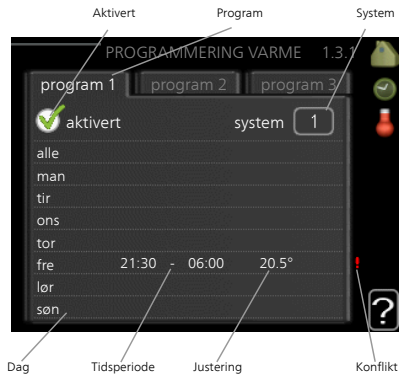 Aktivert Program System
PROGRAMMERING VARME 1.3.1
program 1 program 2 program 3
aktivert system 1
alle
man
tir
ons
tor
fre 21:30 - 06:00 20.5° !
lør
søn
?
Dag Tidsperiode Justering Konflikt